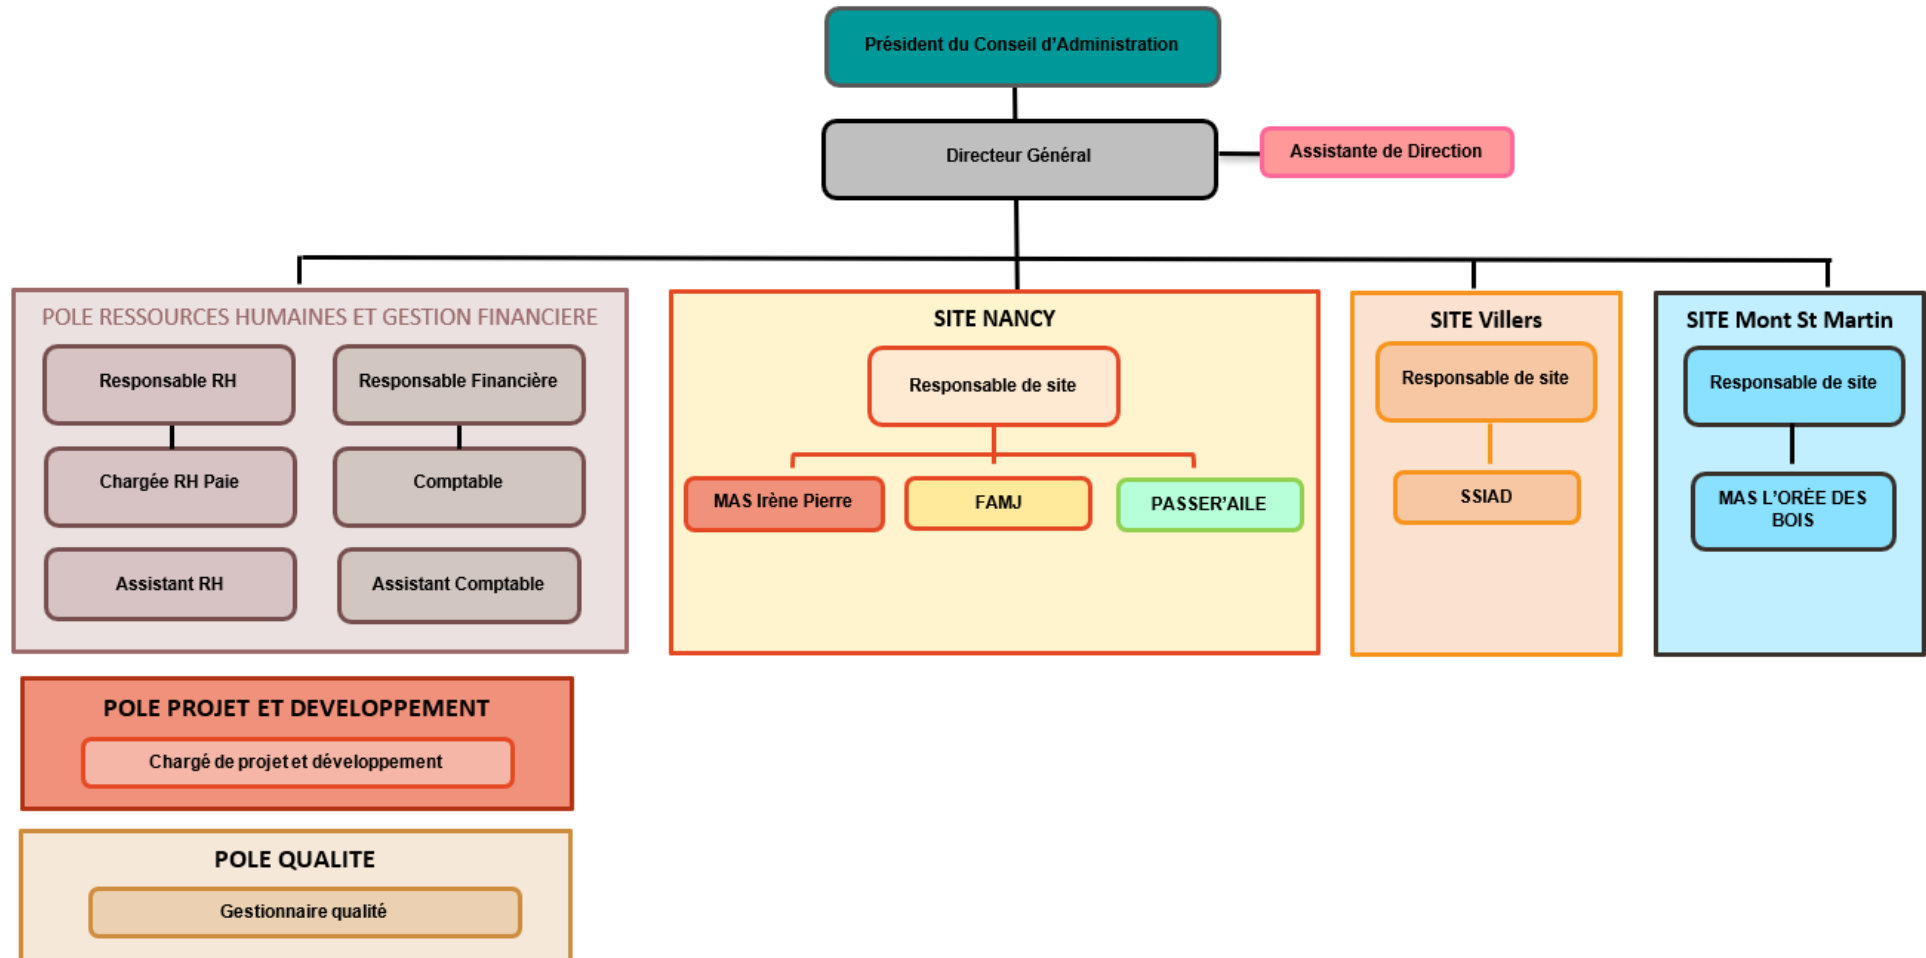 Président du Conseil d'Administration
Directeur Général
Assistante de Direction
POLE RESSOURCES HUMAINES ET GESTION FINANCIERE
Responsable RH
Responsable Financière
Chargée RH Paie
Comptable
Assistant RH
Assistant Comptable
SITE NANCY
Responsable de site
MAS Irène Pierre
FAMJ
PASSER'AILE
SITE Villers
Responsable de site
SSIAD
SITE Mont St Martin
Responsable de site
MAS L'ORÉE DES
BOIS
POLE PROJET ET DEVELOPPEMENT
Chargé de projet et développement
POLE QUALITE
Gestionnaire qualité